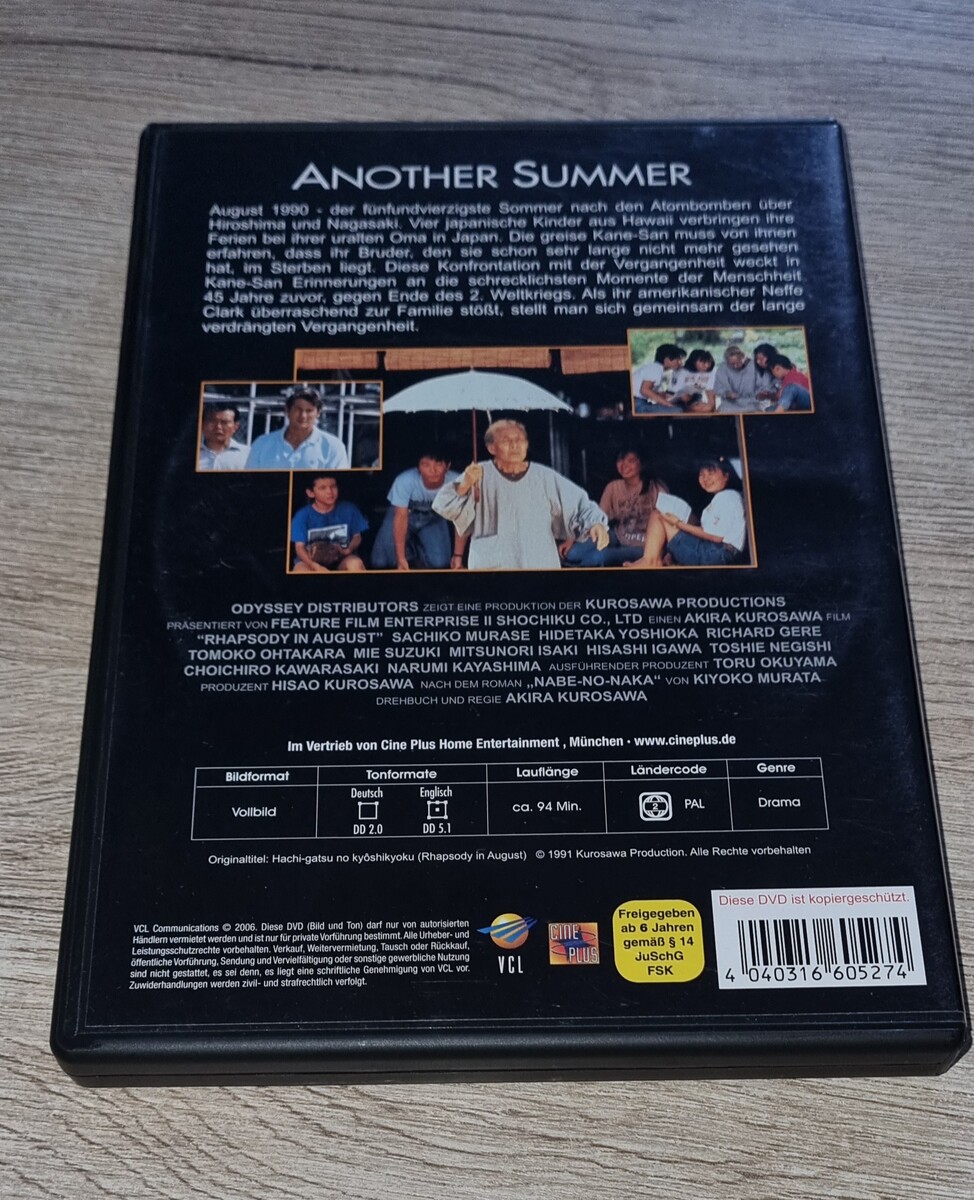 ANOTHER SUMMER
August 1990 - der fünfundvierzigste Sommer nach den Atombomben über
Hiroshima und Nagasaki. Vier japanische Kinder aus Hawaii verbringen ihre
Ferien bei ihrer uralten Oma in Japan. Die greise Kane-San muss von ihnen
erfahren, dass ihr Bruder, den sie schon sehr lange nicht mehr gesehen
hat, im Sterben liegt. Diese Konfrontation mit der Vergangenheit weckt in
Kane-San Erinnerungen an die schrecklichsten Momente der Menschheit
45 Jahre zuvor, gegen Ende des 2. Weltkriegs. Als ihr amerikanischer Neffe
Clark überraschend zur Familie stößt, stellt man sich gemeinsam der lange
verdrängten Vergangenheit.
ODYSSEY DISTRIBUTORS ZEIGT EINE PRODUKTION DER KUROSAWA PRODUCTIONS
PRÄSENTIERT VON FEATURE FILM ENTERPRISE II SHOCHIKU CO., LTD EINEN AKIRA KUROSAWA FILM
"RHAPSODY IN AUGUST" SACHIKO MURASE HIDETAKA YOSHIOKA RICHARD GERE
TOMOKO OHTAKARA MIE SUZUKI MITSUNORI ISAKI HISASHI IGAWA TOSHIE NEGISHI
CHOICHIRO KAWARASAKI NARUMI KAYASHIMA AUSFÜHRENDER PRODUZENT TORU OKUYAMA
PRODUZENT HISAO KUROSAWA NACH DEM ROMAN „NABE-NO-NAKA“ VON KIYOKO MURATA
DREHBUCH UND REGIE AKIRA KUROSAWA
Im Vertrieb von Cine Plus Home Entertainment , München · www.cineplus.de
Bildformat Tonformate Lauflänge Ländercode Genre
Deutsch Englisch
Vollbild ca. 94 Min. 2 PAL Drama
DD 2.0 DD 5.1
Originaltitel: Hachi-gatsu no kyôshikyoku (Rhapsody in August) © 1991 Kurosawa Production. Alle Rechte vorbehalten
VCL Communications © 2006. Diese DVD (Bild und Ton) darf nur von autorisierten
Händlern vermietet werden und ist nur für private Vorführung bestimmt. Alle Urheber- und
Leistungsschutzrechte vorbehalten. Verkauf, Weitervermietung, Tausch oder Rückkauf,
öffentliche Vorführung, Sendung und Vervielfältigung oder sonstige gewerbliche Nutzung
sind nicht gestattet, es sei denn, es liegt eine schriftliche Genehmigung von VCL vor.
Zuwiderhandlungen werden zivil- und strafrechtlich verfolgt.
VCL
CINE
PLUS
Freigegeben
ab 6 Jahren
gemäß § 14
JuSchG
FSK
Diese DVD ist kopiergeschützt.
4 040316 605274